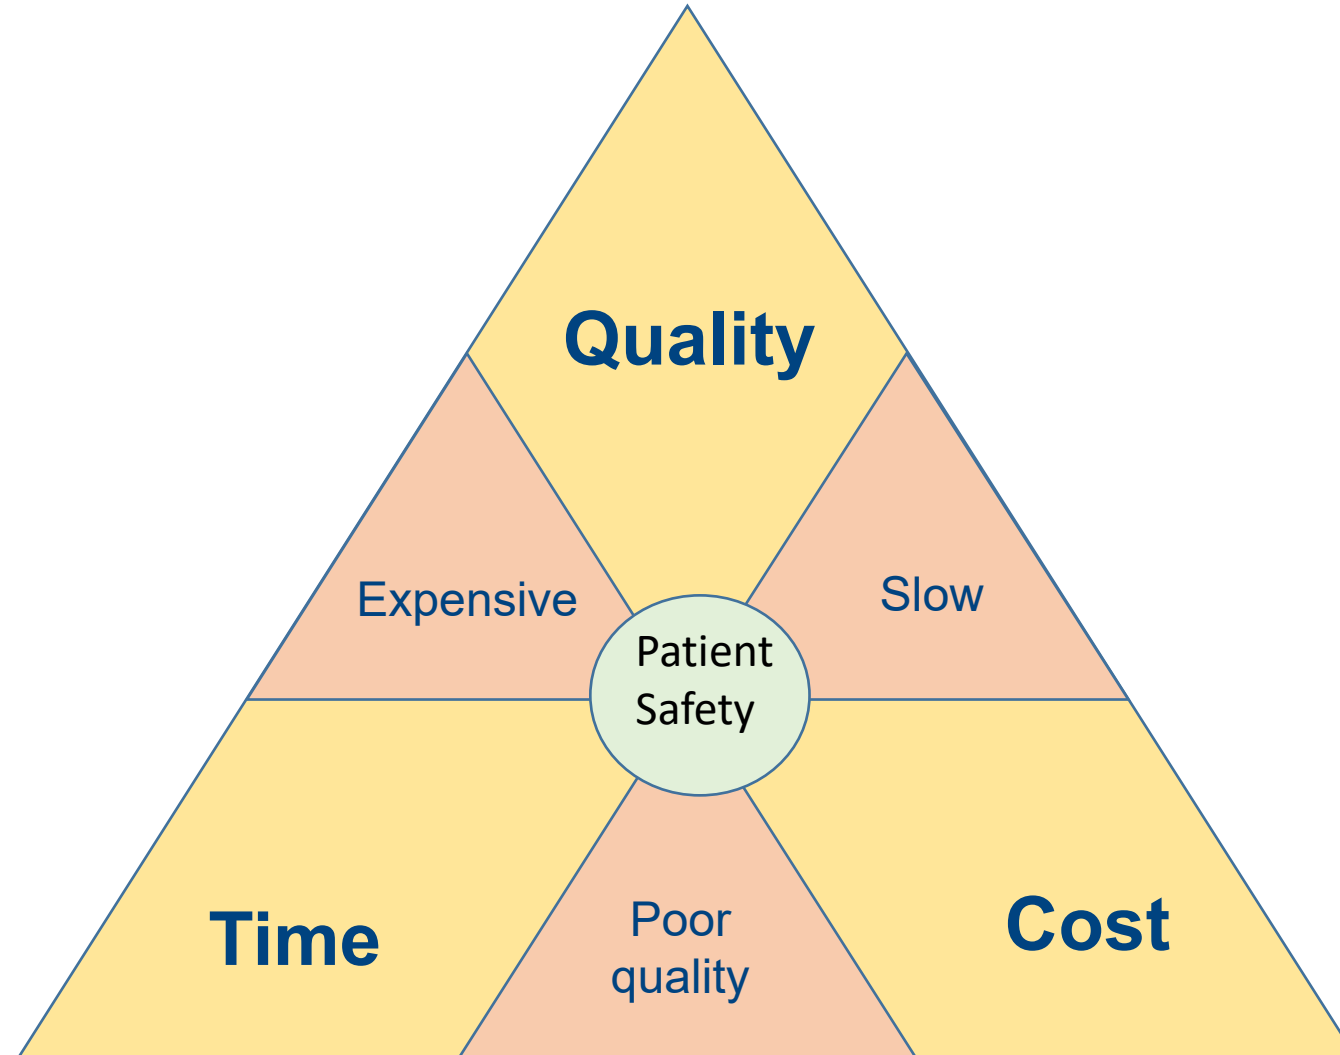 Quality
Expensive
Slow
Patient
Safety
Time
Poor
quality
Cost